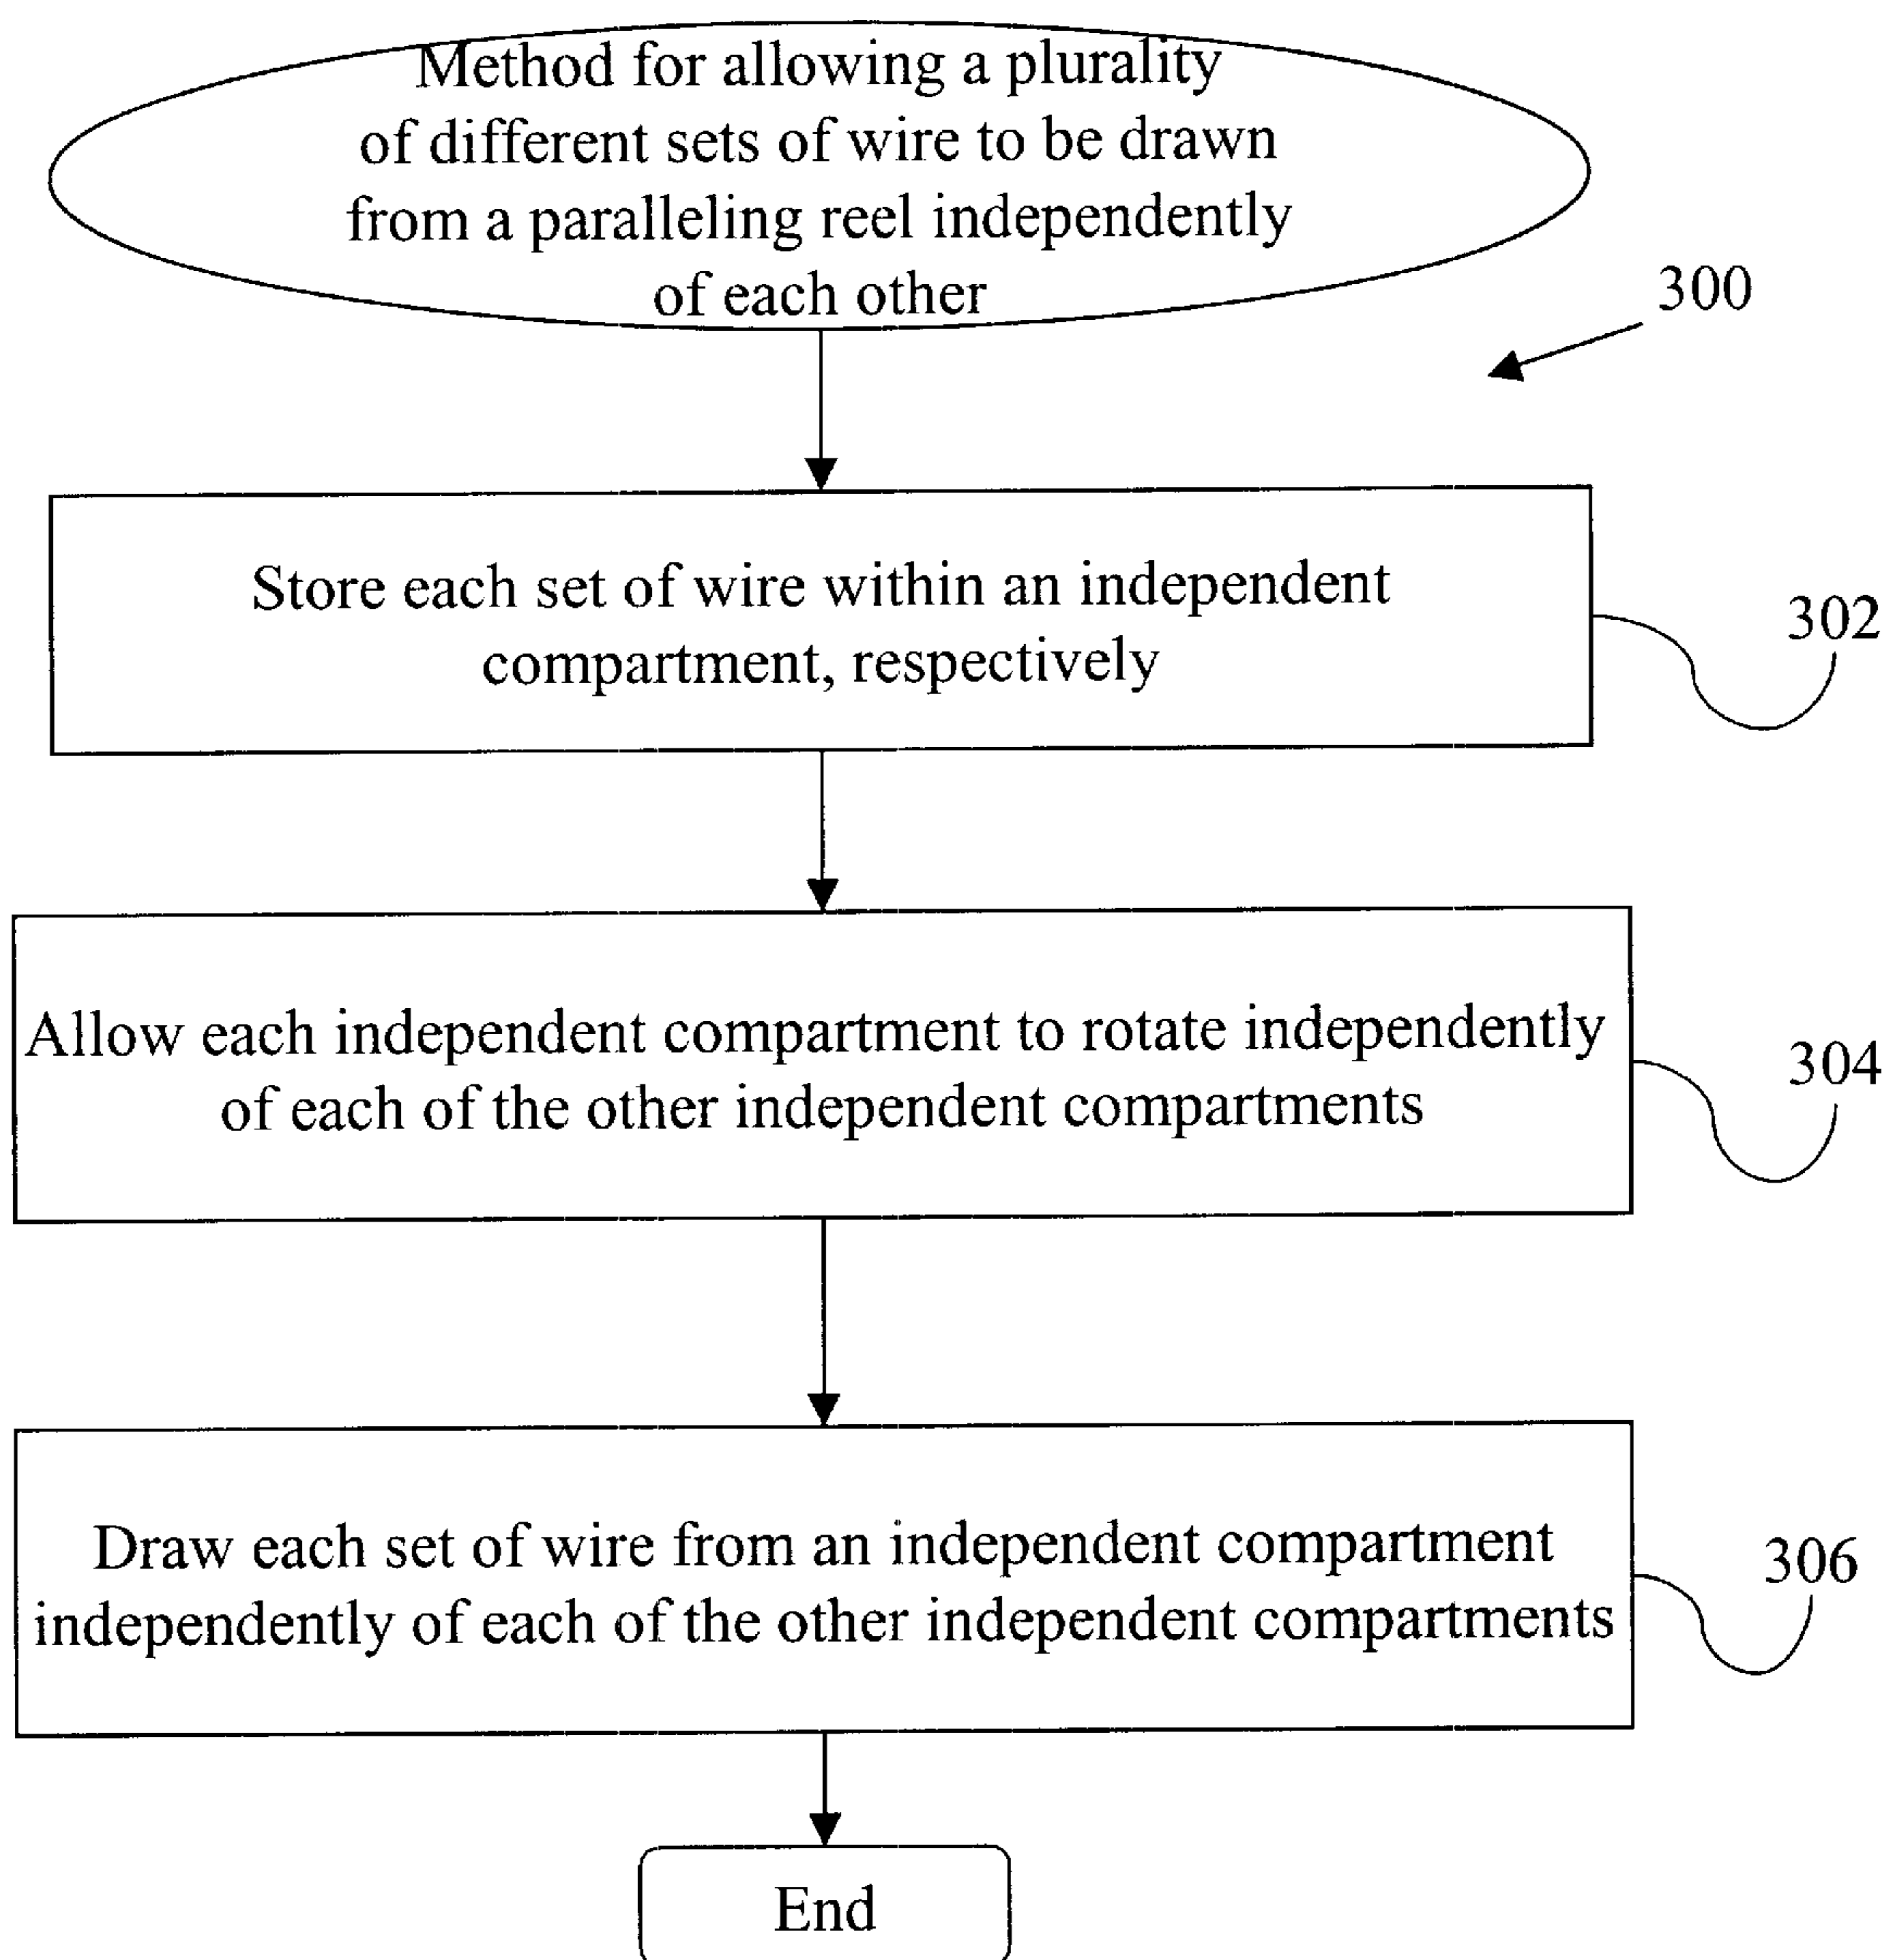 Method for allowing a plurality
of different sets of wire to be drawn
from a paralleling reel independently
of each other
300
Store each set of wire within an independent
compartment, respectively
302
Allow each independent compartment to rotate independently
of each of the other independent compartments
304
Draw each set of wire from an independent compartment
independently of each of the other independent compartments
306
End